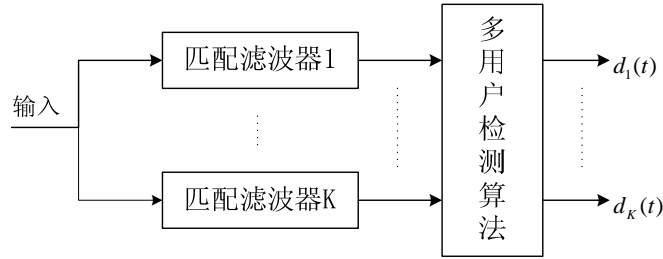 输入
匹配滤波器1
匹配滤波器K
多用户检测算法
d₁(t)
d_K(t)